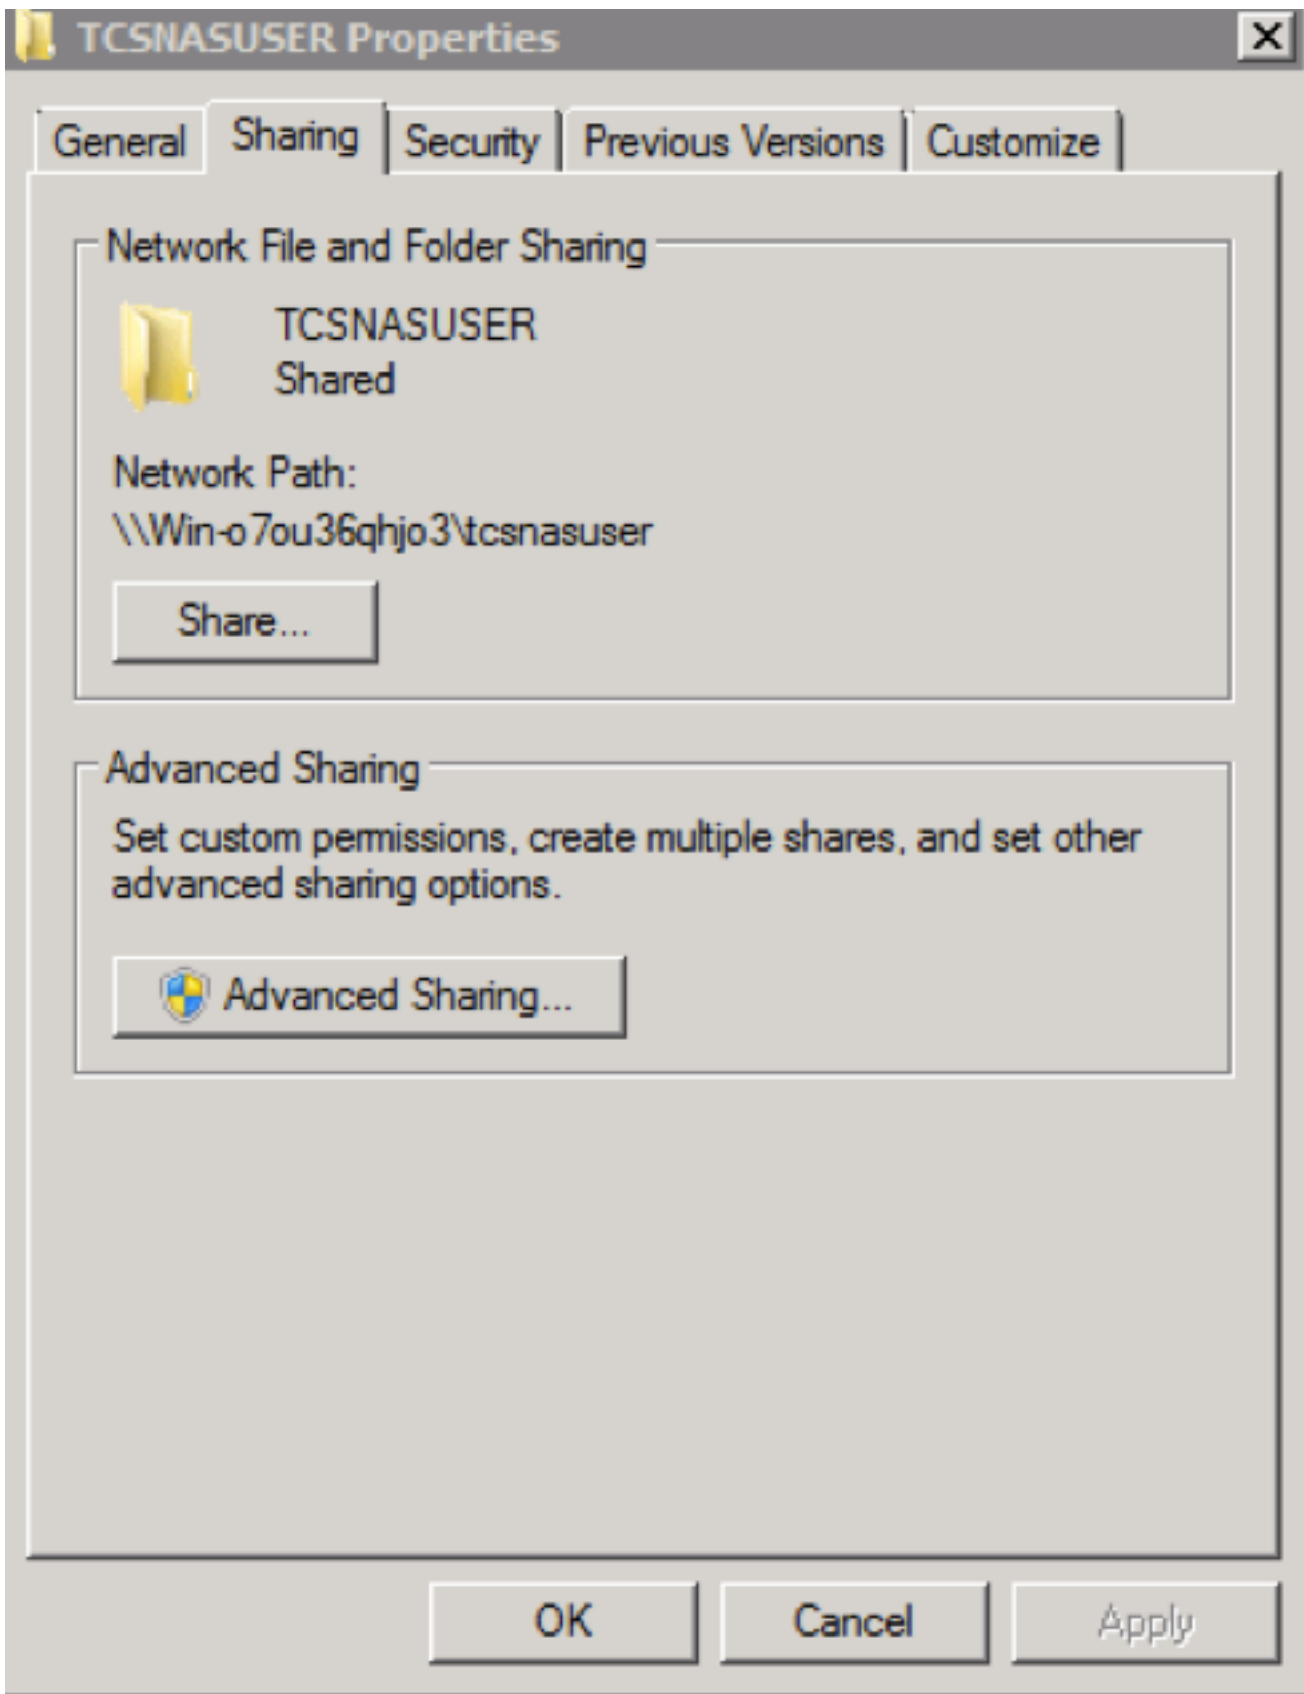 TCSNASUSER Properties
General Sharing Security Previous Versions Customize
Network File and Folder Sharing
TCSNASUSER
Shared
Network Path:
\\Win-o7ou36qhjo3\tcsnasuser
Share...
Advanced Sharing
Set custom permissions, create multiple shares, and set other
advanced sharing options.
Advanced Sharing...
OK Cancel Apply